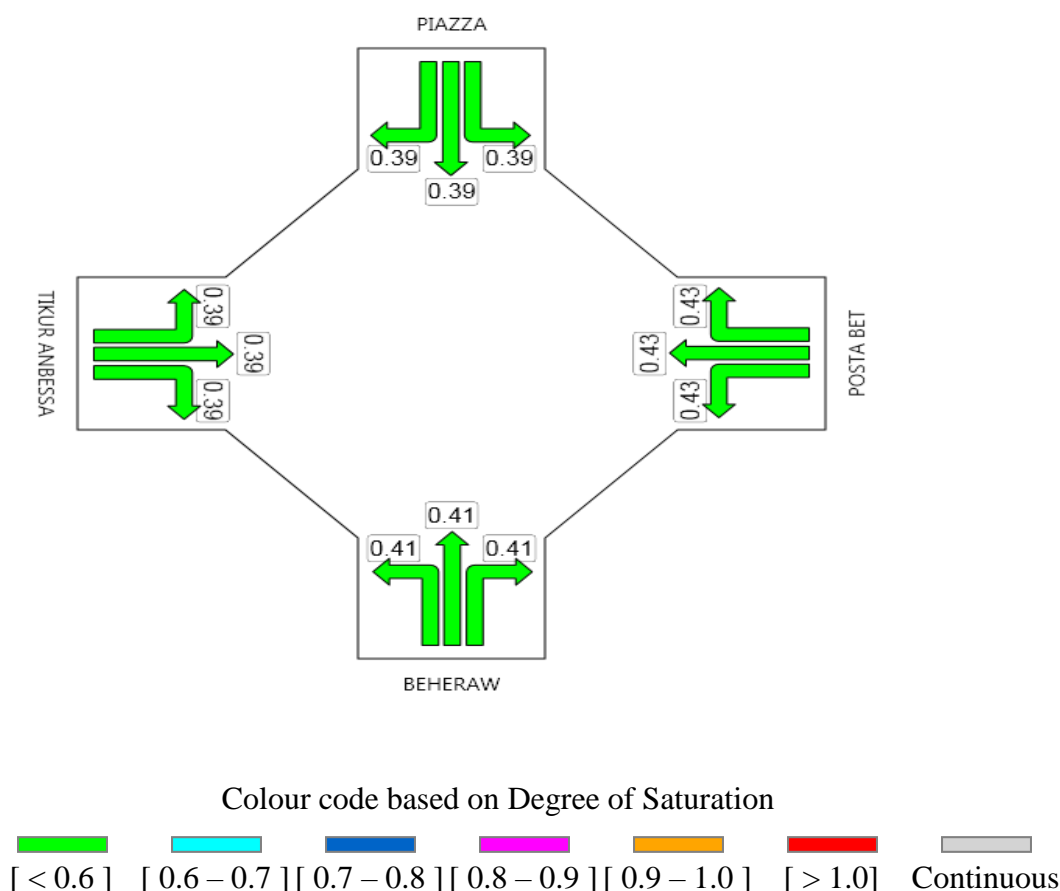 PIAZZA
0.39 0.39
0.39
TIKUR ANBESSA
0.39
0.39
0.39
0.43
0.43
0.43
POSTA BET
0.41
0.41 0.41
BEHERAW
Colour code based on Degree of Saturation
[ < 0.6 ] [ 0.6 – 0.7 ] [ 0.7 – 0.8 ] [ 0.8 – 0.9 ] [ 0.9 – 1.0 ] [ > 1.0] Continuous